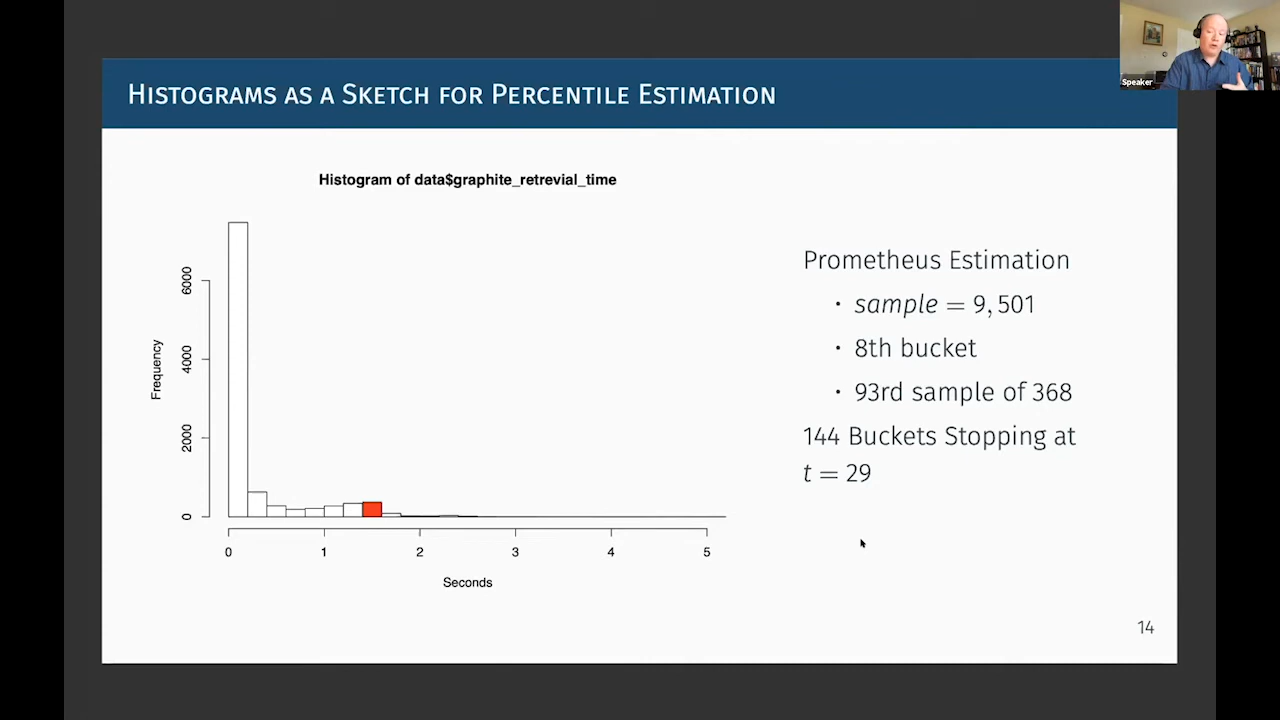 Speaker
HISTOGRAMS AS A SKETCH FOR PERCENTILE ESTIMATION
Histogram of data$graphite_retrevial_time
Frequency
6000
4000
2000
0
0 1 2 3 4 5
Seconds
Prometheus Estimation
• sample = 9,501
• 8th bucket
• 93rd sample of 368
144 Buckets Stopping at
t = 29
14